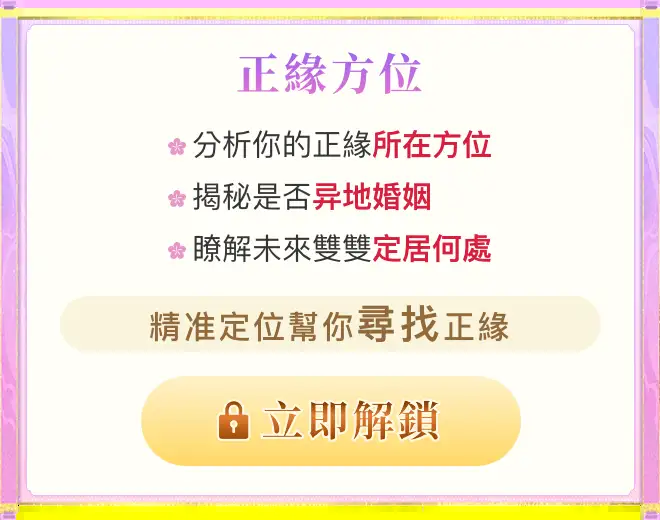 正緣方位
分析你的正緣所在方位
揭秘是否异地婚姻
瞭解未來雙雙定居何處
精准定位幫你尋找正緣
立即解鎖